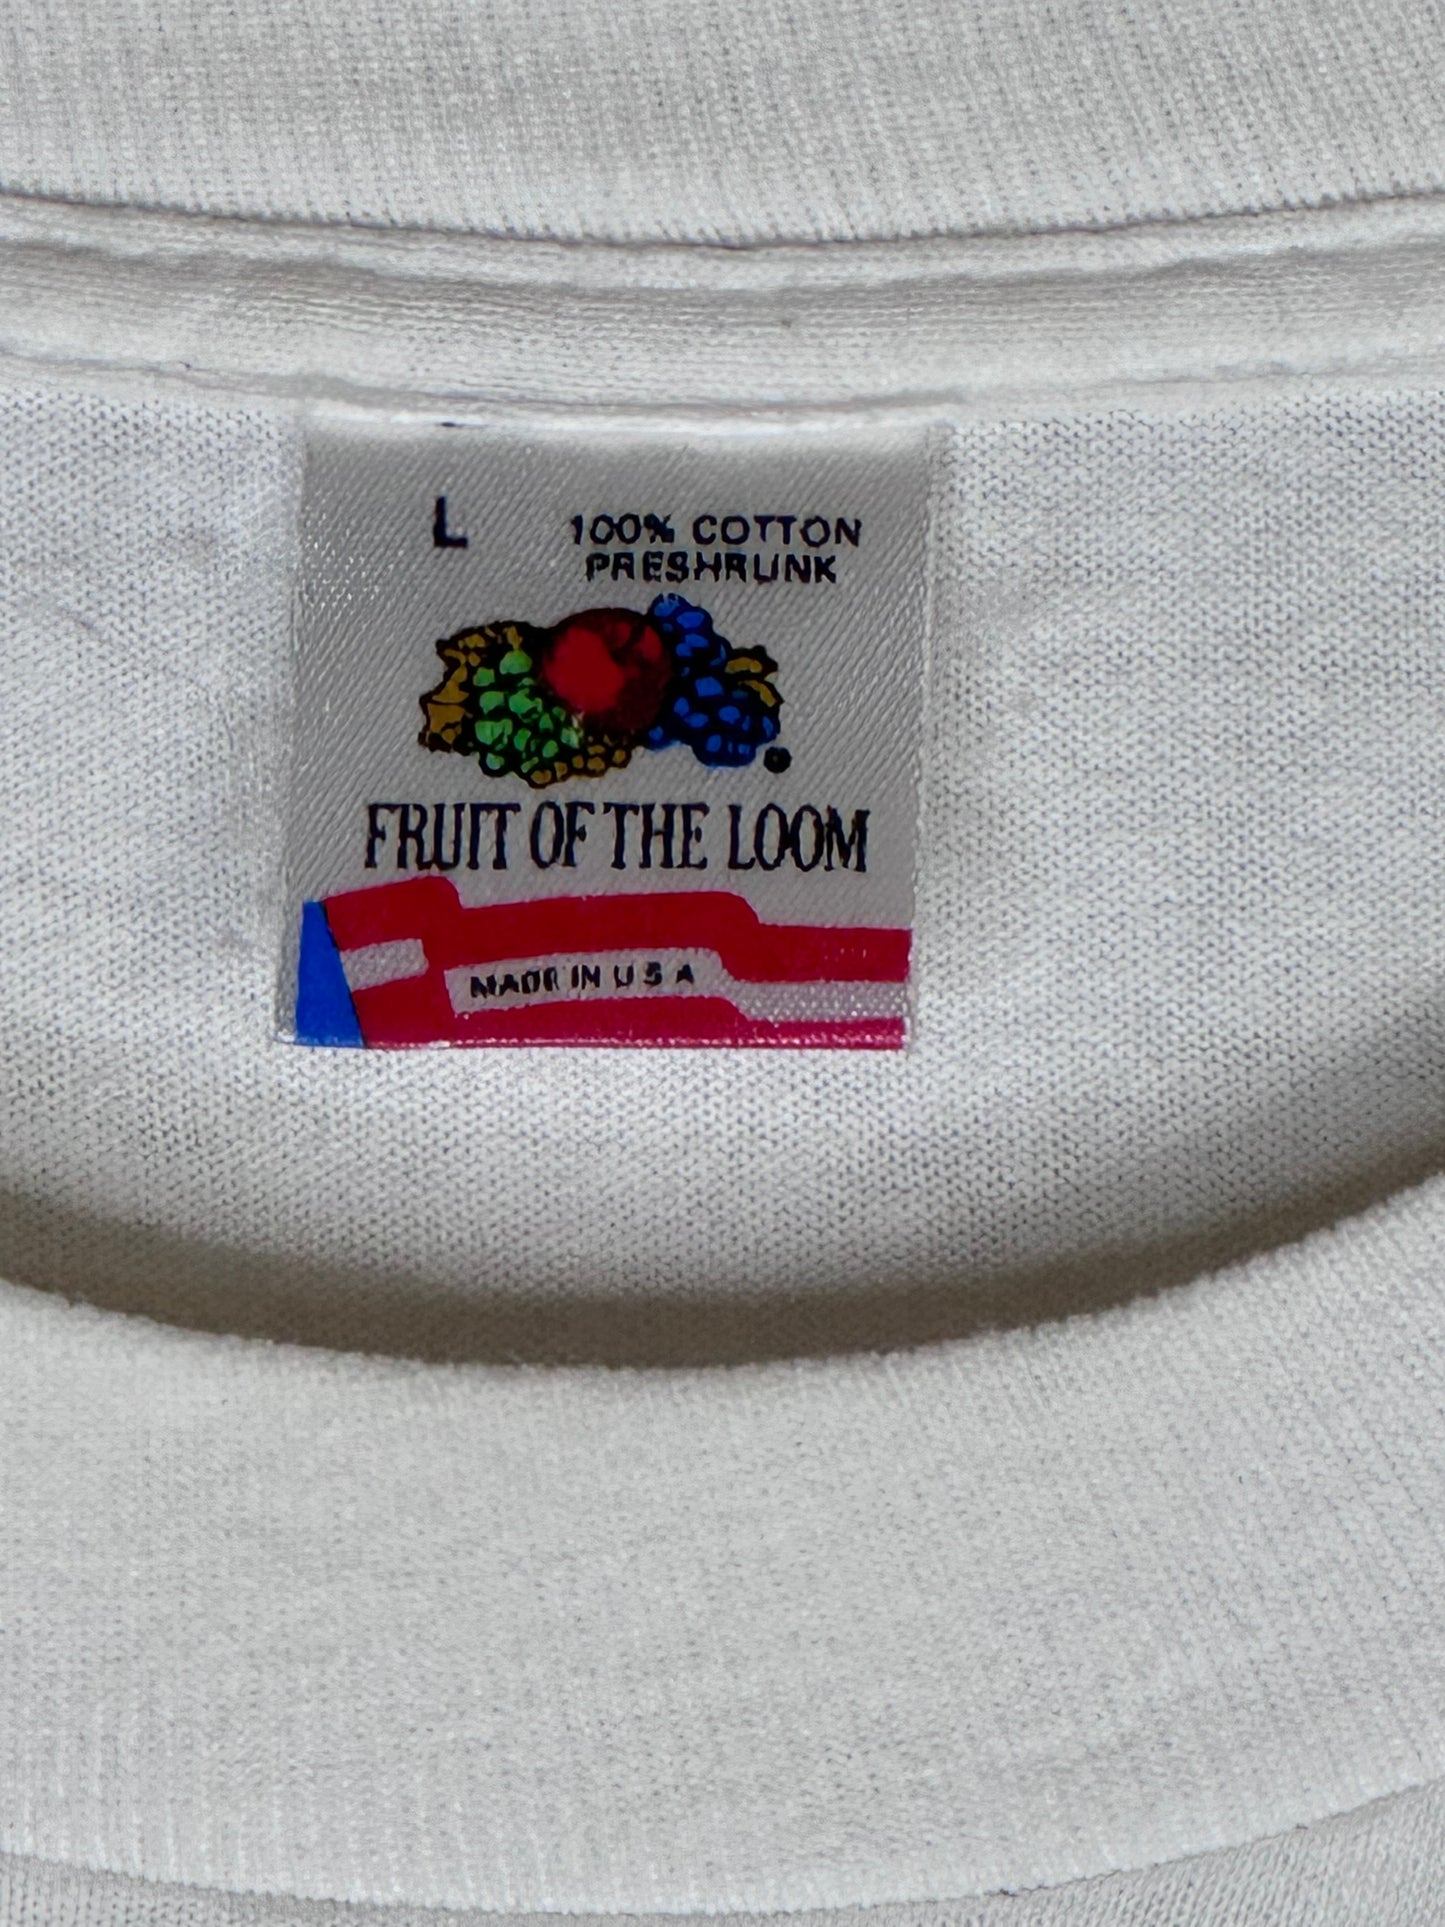 L
100% COTTON
PRESHRUNK
®
FRUIT OF THE LOOM
MADE IN U S A